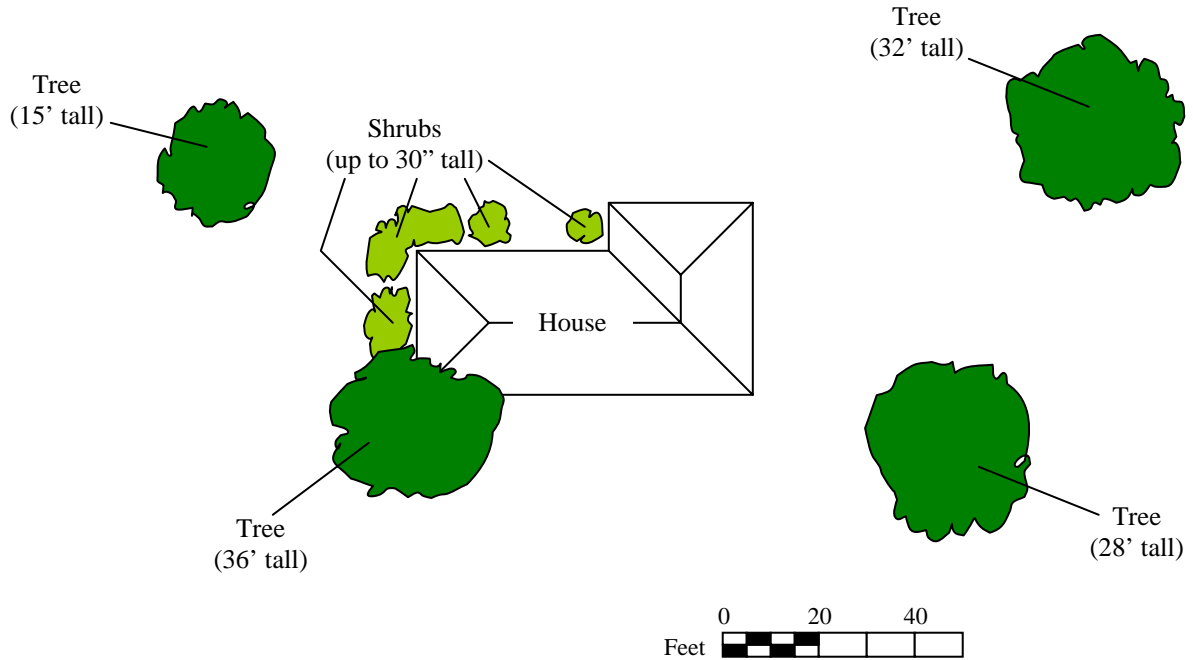 Tree
(32’ tall)
Tree
(15’ tall)
Shrubs
(up to 30” tall)
House
Tree
(36’ tall)
Tree
(28’ tall)
0 20 40
Feet